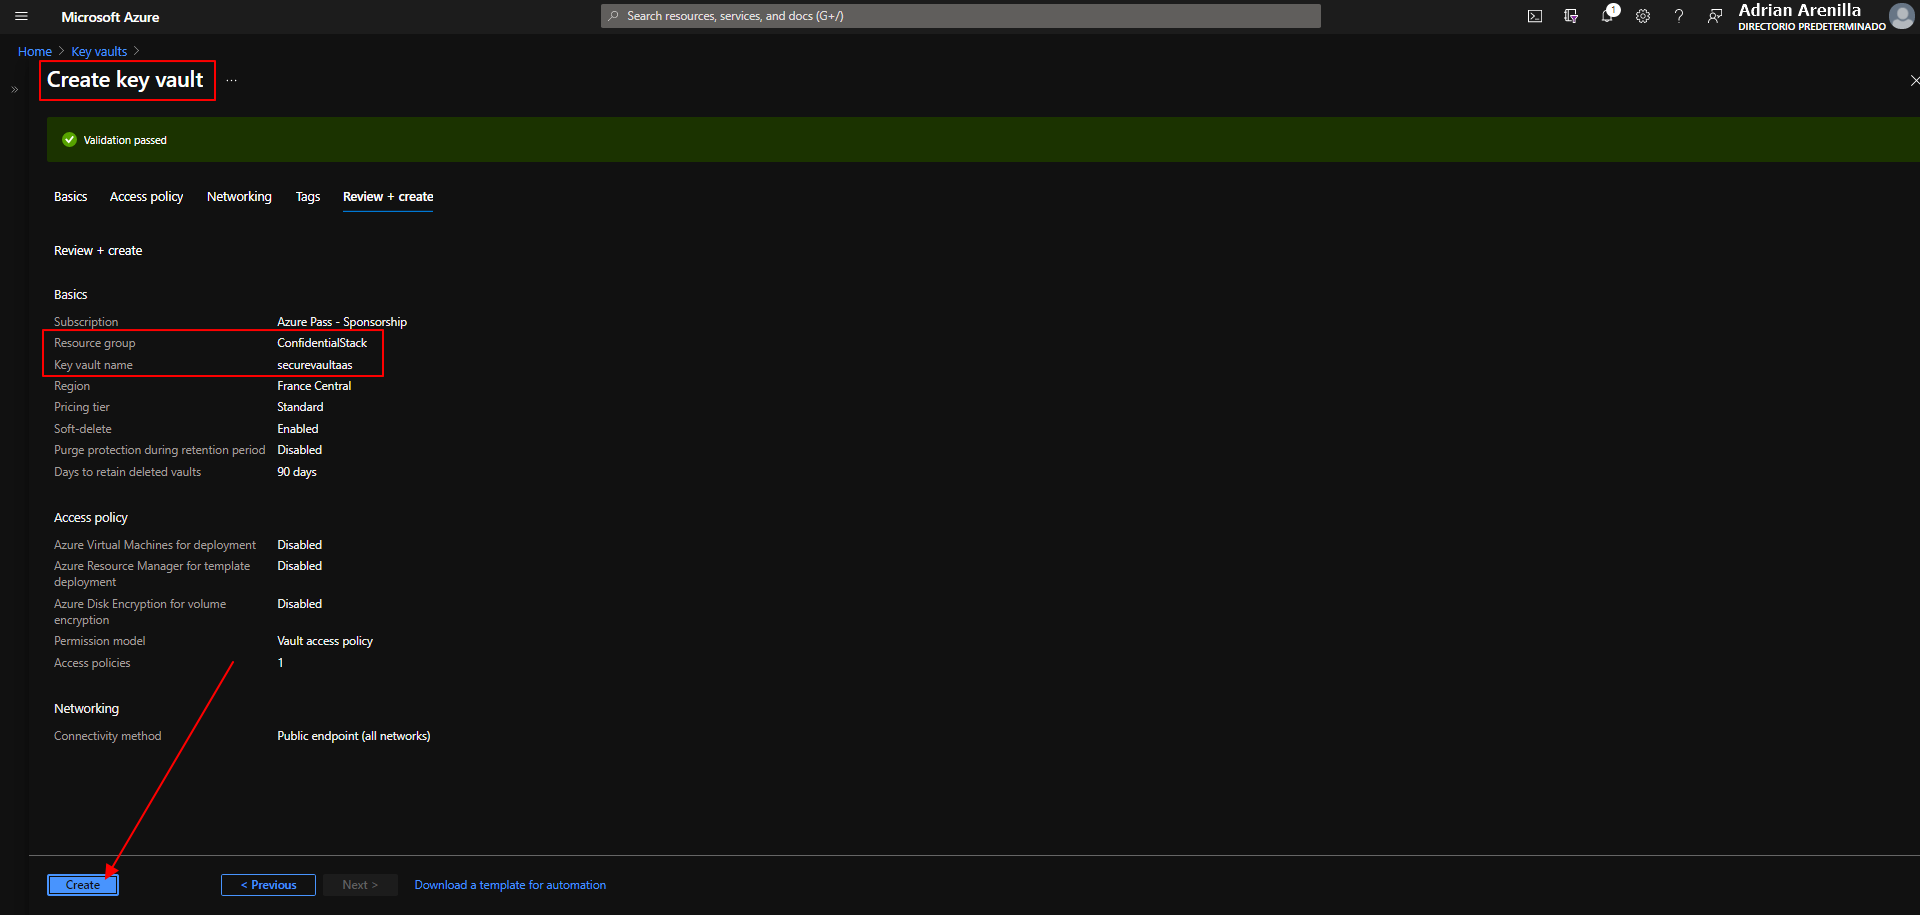 Microsoft Azure
Search resources, services, and docs (G+/)
1
Adrian Arenilla
DIRECTORIO PREDETERMINADO
Home > Key vaults >
Create key vault ...
Validation passed
Basics Access policy Networking Tags Review + create
Review + create
Basics
Subscription Azure Pass - Sponsorship
Resource group ConfidentialStack
Key vault name securevaultaas
Region France Central
Pricing tier Standard
Soft-delete Enabled
Purge protection during retention period Disabled
Days to retain deleted vaults 90 days
Access policy
Azure Virtual Machines for deployment Disabled
Azure Resource Manager for template Disabled
deployment
Azure Disk Encryption for volume Disabled
encryption
Permission model Vault access policy
Access policies 1
Networking
Connectivity method Public endpoint (all networks)
Create < Previous Next > Download a template for automation